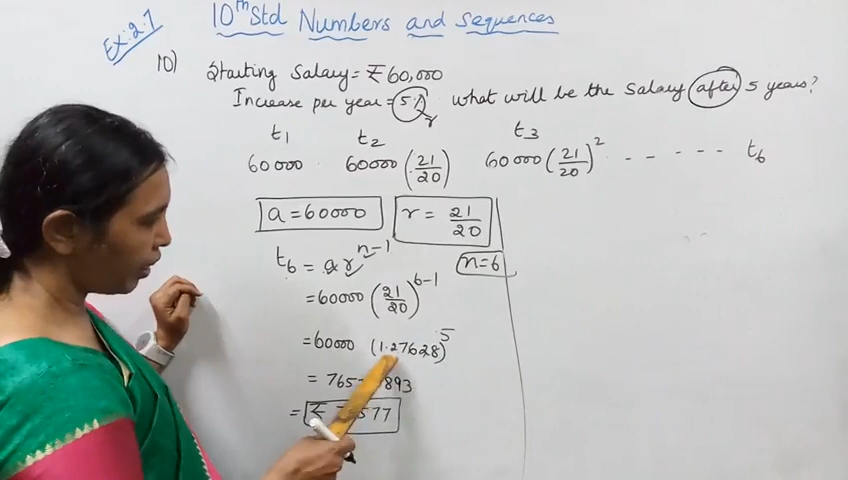 10th Std Numbers and Sequences
Ex: 2.7
10) Starting Salary = ₹ 60,000
Increase per year = 5% r what will be the Salary after 5 years?
t₁ t₂ t₃
60000 60000 (21/20) 60000 (21/20)² - - - - - - t₆
a = 60000 r = 21/20
t₆ = a rⁿ⁻¹ n=6
= 60000 (21/20)⁶⁻¹
= 60000 (1.27628)⁵
= 765 893
= ₹ 577